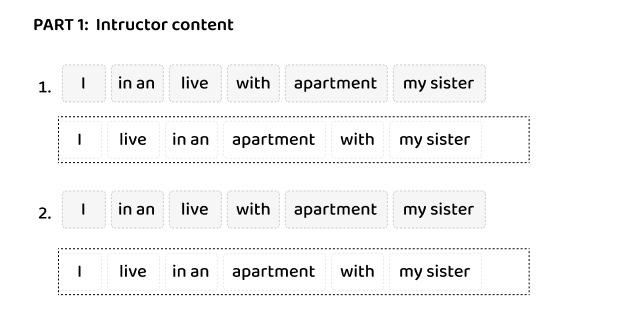 PART 1: Intructor content
1. I in an live with apartment my sister
I live in an apartment with my sister
2. I in an live with apartment my sister
I live in an apartment with my sister